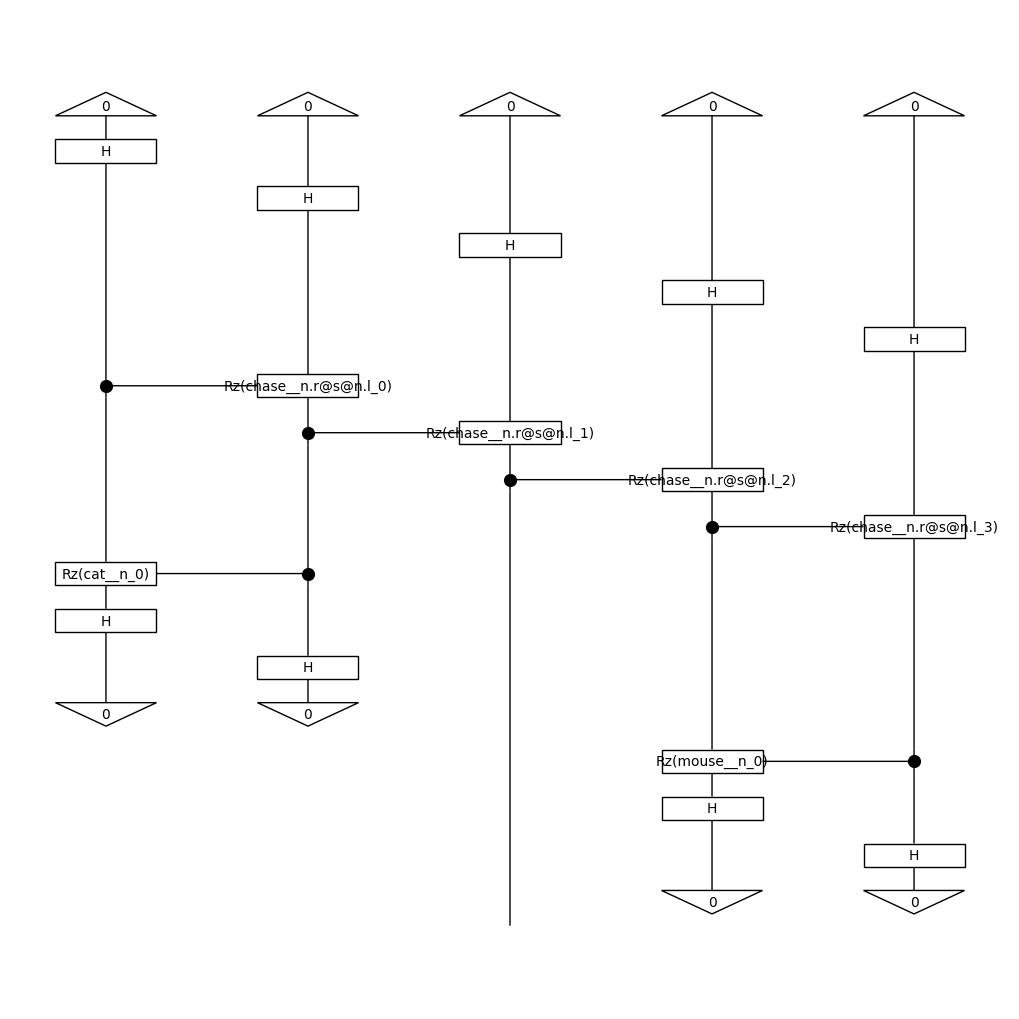 0 0 0 0 0
H
H
H
H
H
Rz(chase__n.r@s@n.l_0)
Rz(chase__n.r@s@n.l_1)
Rz(chase__n.r@s@n.l_2)
Rz(chase__n.r@s@n.l_3)
Rz(cat__n_0)
H
H
0 0
Rz(mouse__n_0)
H
H
0 0